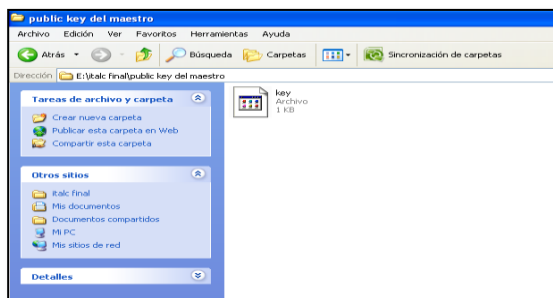 public key del maestro
Archivo Edición Ver Favoritos Herramientas Ayuda
Atrás Búsqueda Carpetas Sincronización de carpetas
Dirección E:\italc final\public key del maestro
Tareas de archivo y carpeta
Crear nueva carpeta
Publicar esta carpeta en Web
Compartir esta carpeta
Otros sitios
italc final
Mis documentos
Documentos compartidos
Mi PC
Mis sitios de red
Detalles
key
Archivo
1 KB